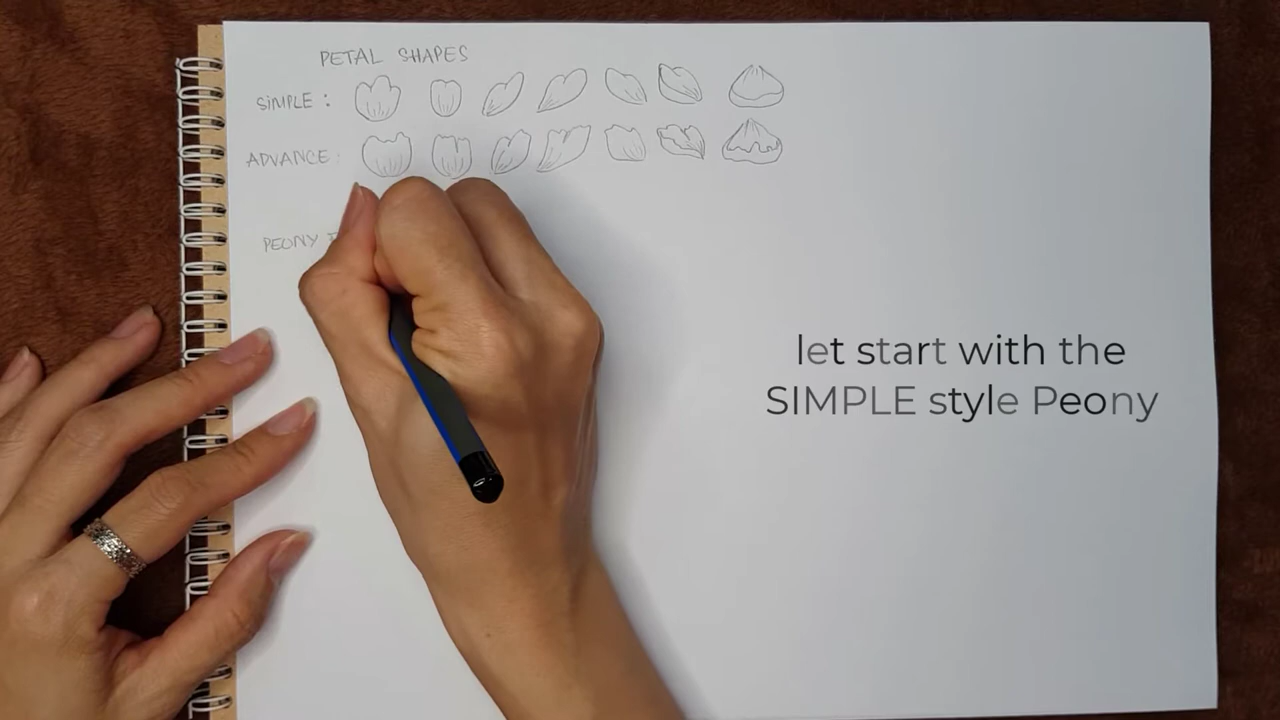 PETAL SHAPES
SIMPLE :
ADVANCE :
PEONY
let start with the
SIMPLE style Peony